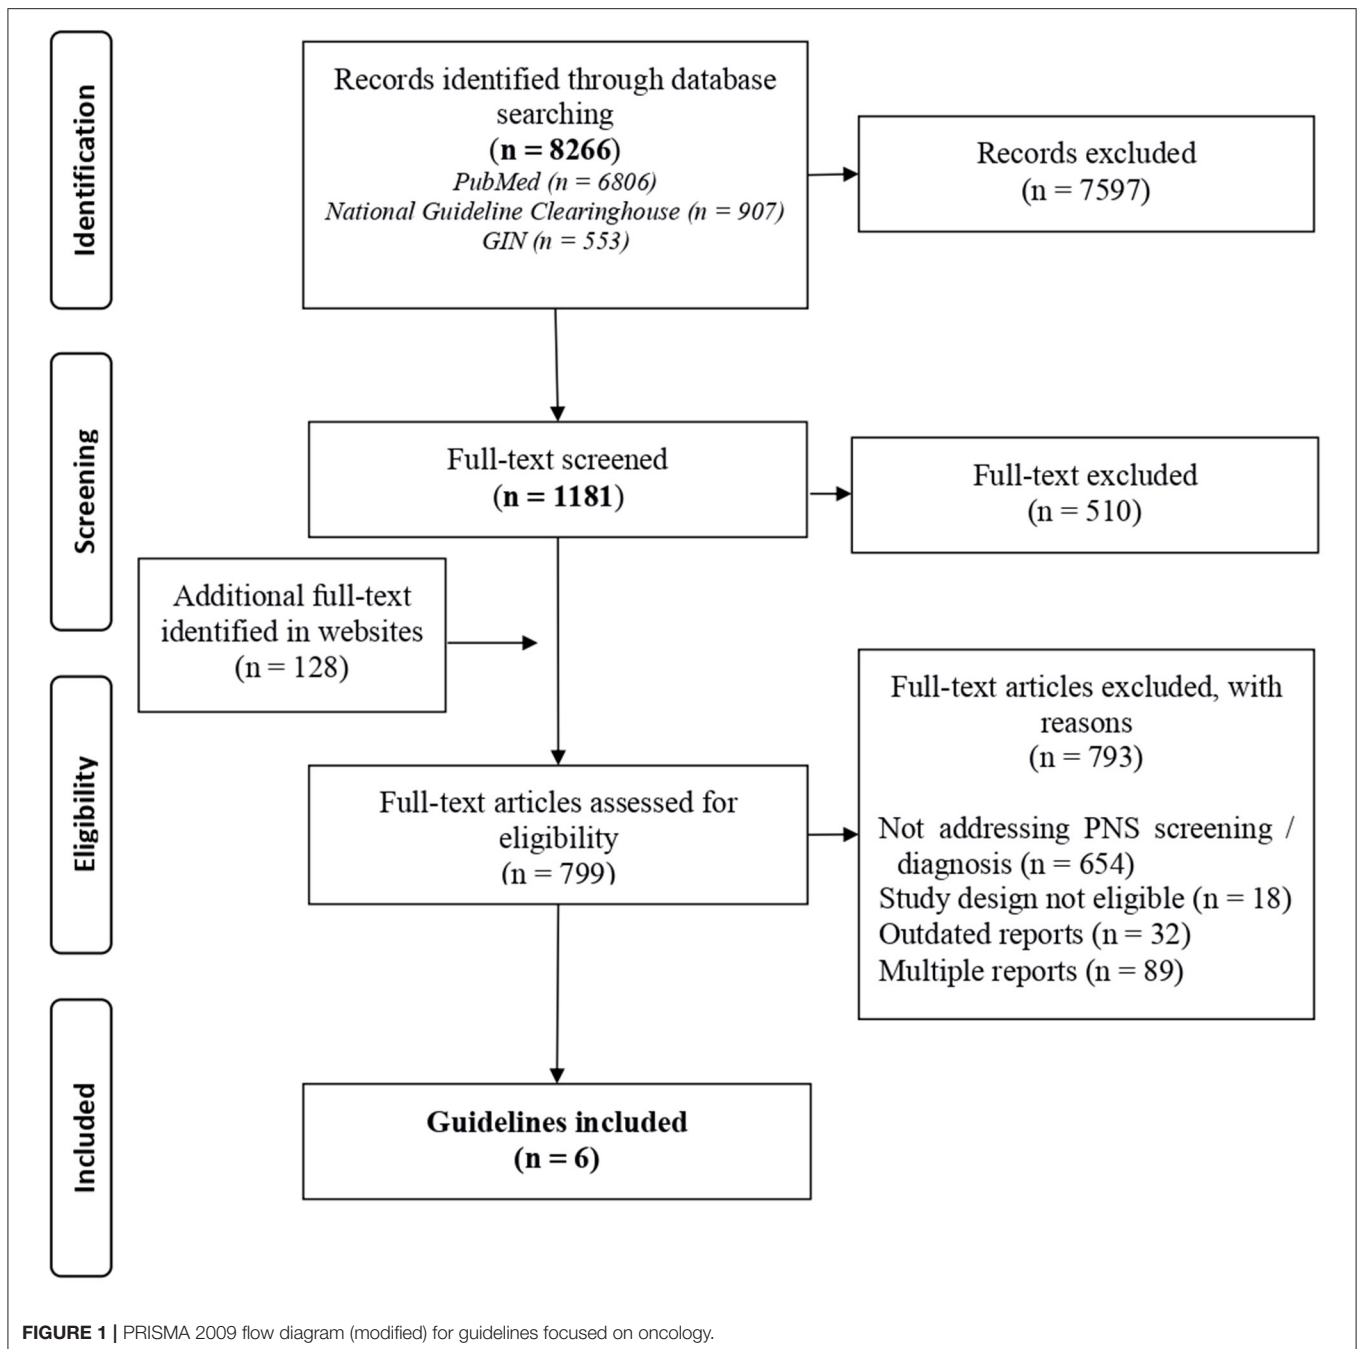 Identification
Records identified through database
searching
(n = 8266)
PubMed (n = 6806)
National Guideline Clearinghouse (n = 907)
GIN (n = 553)
Records excluded
(n = 7597)
Screening
Full-text screened
(n = 1181)
Full-text excluded
(n = 510)
Additional full-text
identified in websites
(n = 128)
Eligibility
Full-text articles assessed for
eligibility
(n = 799)
Full-text articles excluded, with
reasons
(n = 793)
Not addressing PNS screening /
diagnosis (n = 654)
Study design not eligible (n = 18)
Outdated reports (n = 32)
Multiple reports (n = 89)
Included
Guidelines included
(n = 6)
FIGURE 1 | PRISMA 2009 flow diagram (modified) for guidelines focused on oncology.